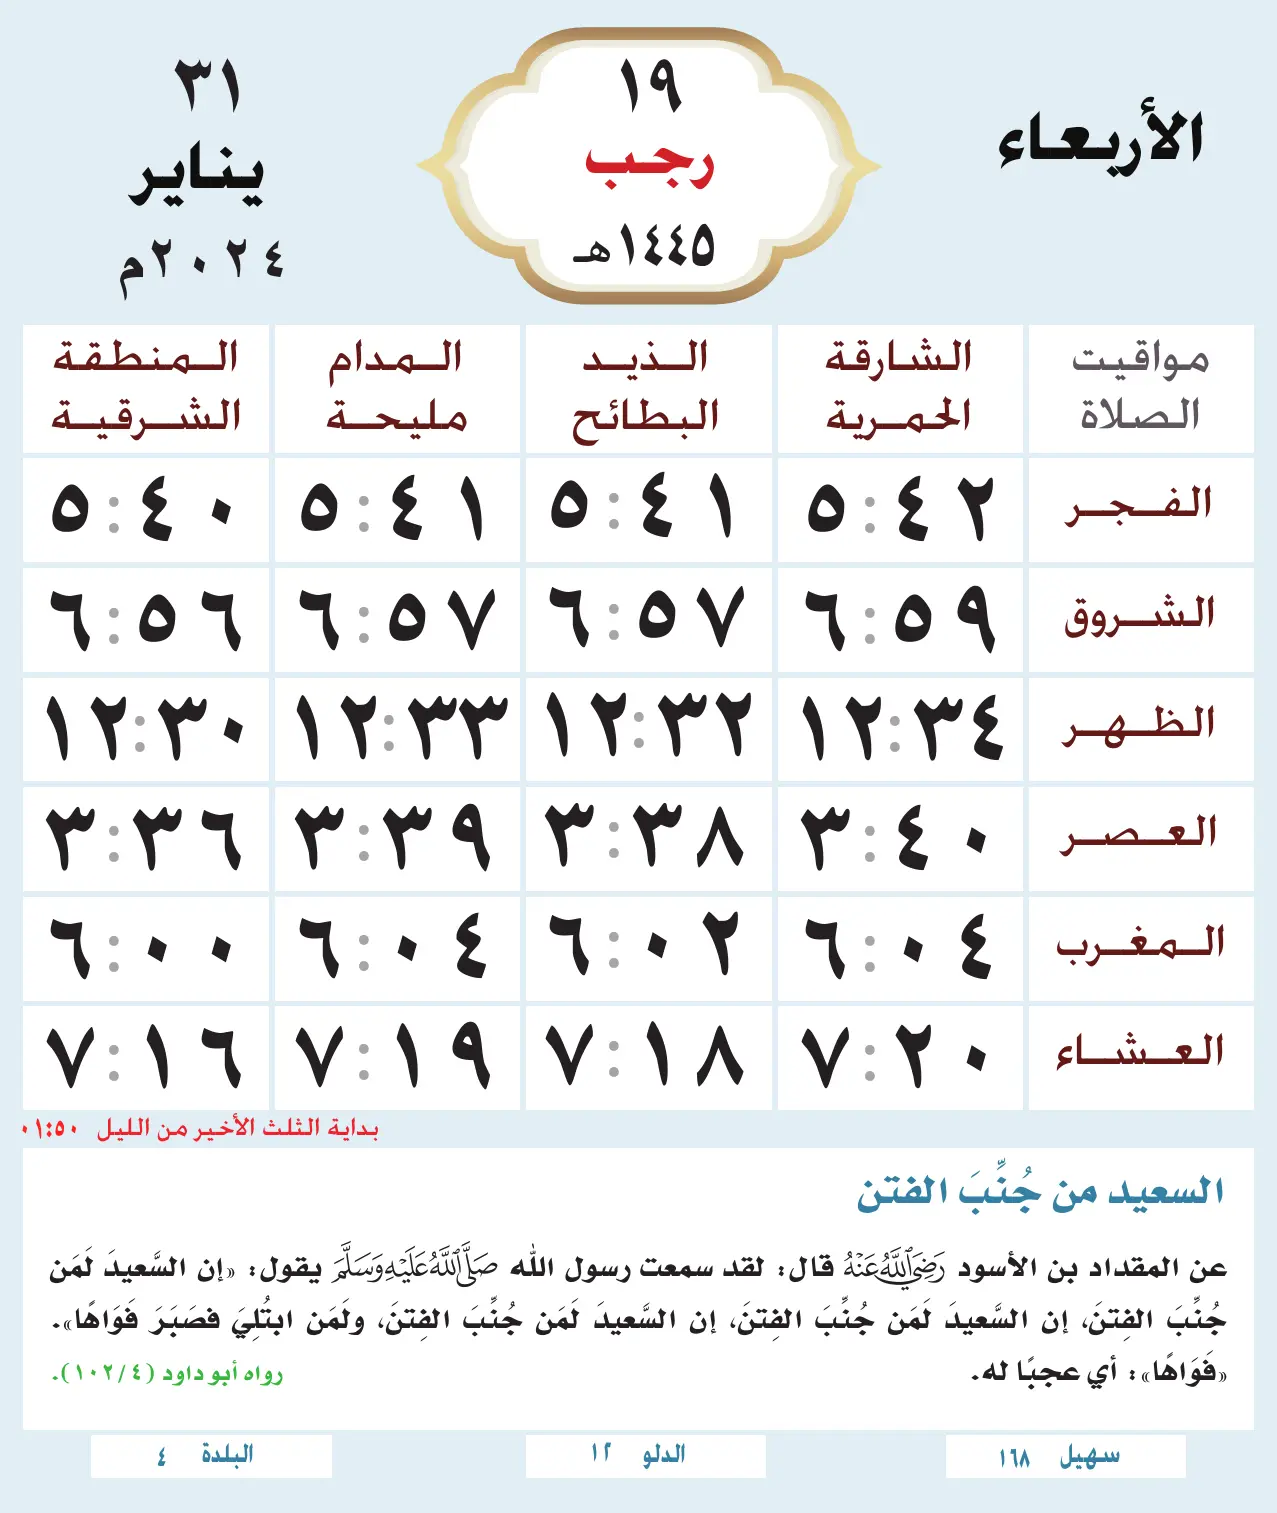 الأربعاء
١٩
رجب
١٤٤٥هـ
٣١
يناير
٢٠٢٤م
مواقيت الصلاة
الشارقة الحمرية
الذيد البطائح
المدام مليحة
المنطقة الشرقية
الفجر ٥:٤٢ ٥:٤١ ٥:٤١ ٥:٤٠
الشروق ٦:٥٩ ٦:٥٧ ٦:٥٧ ٦:٥٦
الظهر ١٢:٣٤ ١٢:٣٢ ١٢:٣٣ ١٢:٣٠
العصر ٣:٤٠ ٣:٣٨ ٣:٣٩ ٣:٣٦
المغرب ٦:٠٤ ٦:٠٢ ٦:٠٤ ٦:٠٠
العشاء ٧:٢٠ ٧:١٨ ٧:١٩ ٧:١٦
بداية الثلث الأخير من الليل ٠١:٥٠
السعيد من جُنِّبَ الفتن
عن المقداد بن الأسود رَضِيَ اللَّهُ عَنْهُ قال: لقد سمعت رسول الله صَلَّى اللَّهُ عَلَيْهِ وَسَلَّمَ يقول: «إن السَّعيدَ لَمَن
جُنِّبَ الفِتنَ، إن السَّعيدَ لَمَن جُنِّبَ الفِتنَ، إن السَّعيدَ لَمَن جُنِّبَ الفِتنَ، ولَمَن ابتُلِيَ فصَبَرَ فَوَاهًا».
«فَوَاهًا»: أي عجبًا له.
رواه أبو داود (١٠٢/٤).
سهيل ١٦٨
الدلو ١٢
البلدة ٤